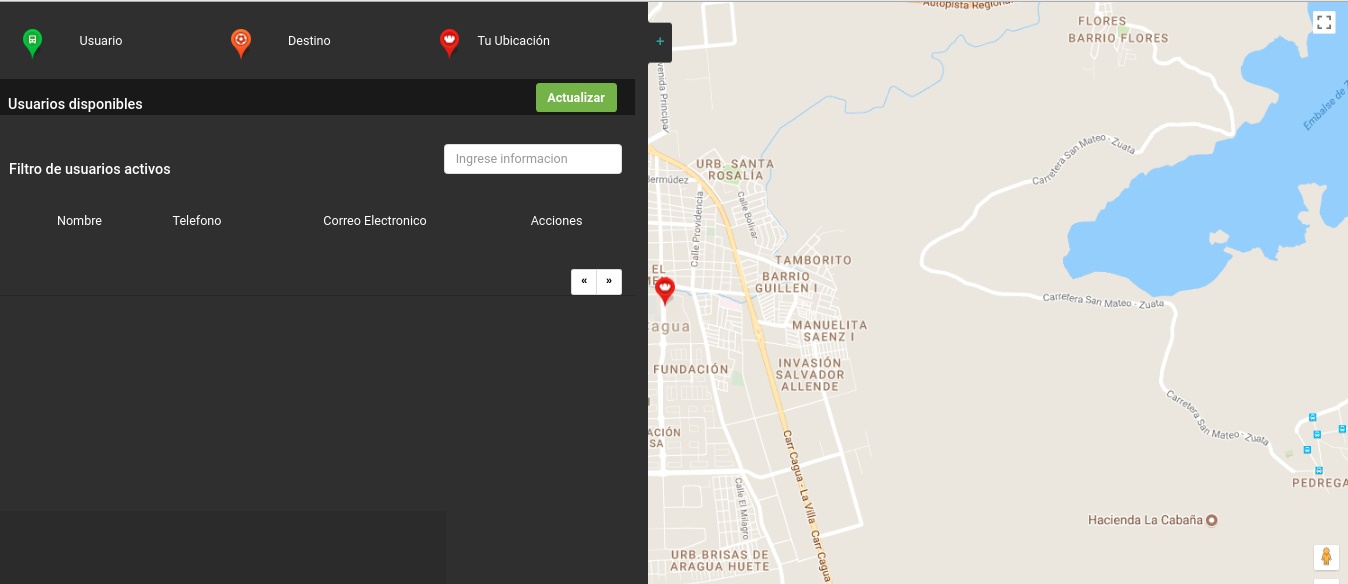 Usuario
Destino
Tu Ubicación
Usuarios disponibles
Actualizar
Filtro de usuarios activos
Ingrese informacion
Nombre
Telefono
Correo Electronico
Acciones
«
»
+
Autopista Regional
FLORES
BARRIO FLORES
Embalse de
venida Principal
Carretera San Mateo - Zuata
URB. SANTA
ROSALÍA
Bermúdez
Calle Providencia
Calle Bolívar
TAMBORITO
BARRIO
GUILLEN I
EL
Carretera San Mateo - Zuata
agua
MANUELITA
SAENZ I
FUNDACIÓN
INVASIÓN
SALVADOR
ALLENDE
Carretera San Mateo - Zuata
ACIÓN
SA
Carr Cagua - La Villa
Carr Cagua
Calle El Milagro
PEDREGA
Hacienda La Cabaña
URB.BRISAS DE
ARAGUA HUETE